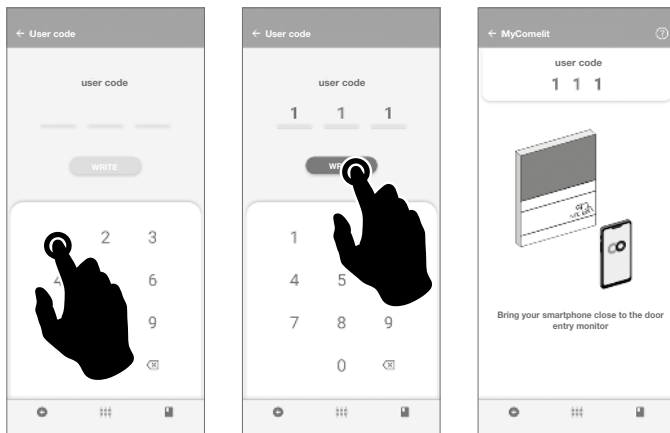 ← User code
user code
WRITE
2 3
4 6
9
← User code
user code
1 1 1
WR
1
4 5
7 8 9
0
← MyComelit ?
user code
1 1 1
Bring your smartphone close to the door
entry monitor